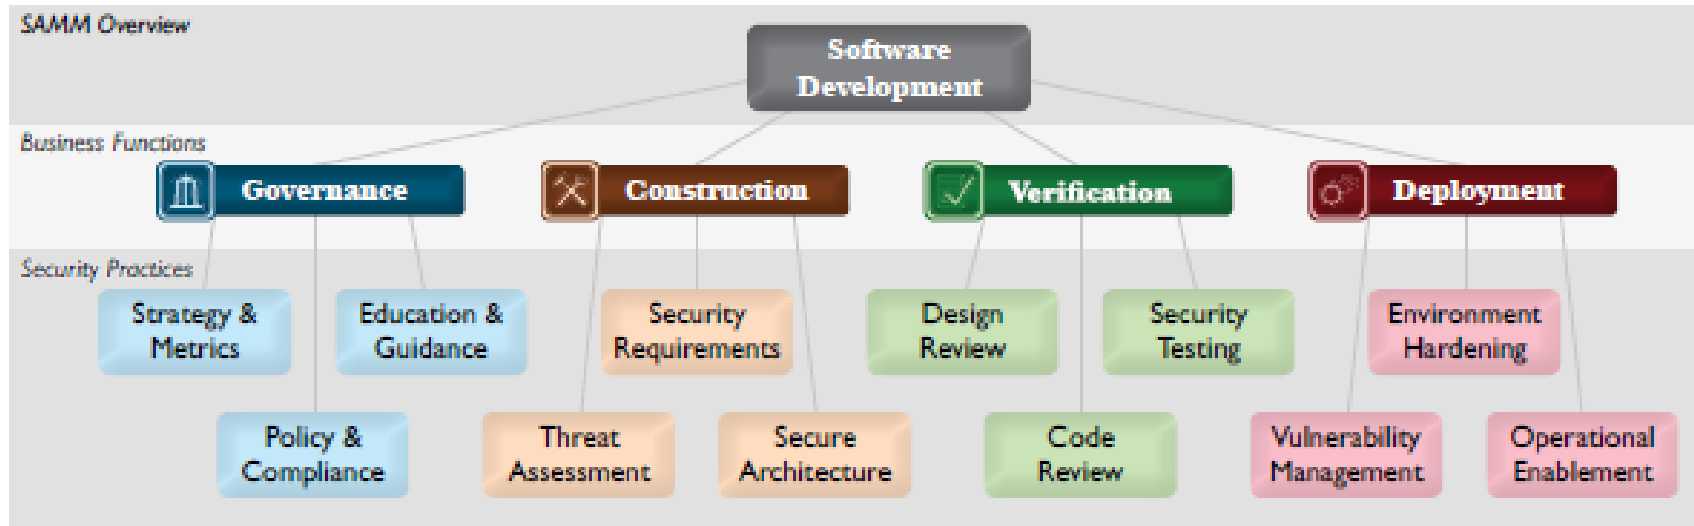 SAMM Overview
Software
Development
Business Functions
Governance
Construction
Verification
Deployment
Security Practices
Strategy &
Metrics
Education &
Guidance
Security
Requirements
Design
Review
Security
Testing
Environment
Hardening
Policy &
Compliance
Threat
Assessment
Secure
Architecture
Code
Review
Vulnerability
Management
Operational
Enablement